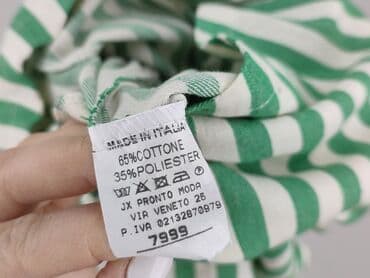 MADE IN ITALIA
65%COTTONE
35%POLIESTER
JX PRONTO MODA
VIA VENETO 26
P.IVA 02132870979
7999